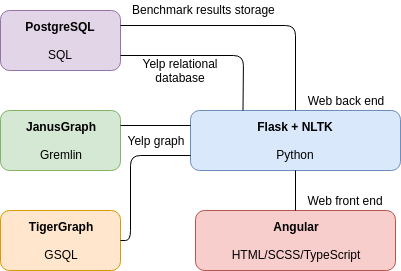 Benchmark results storage
PostgreSQL
SQL
Yelp relational
database
Web back end
JanusGraph
Gremlin
Yelp graph
Flask + NLTK
Python
Web front end
TigerGraph
GSQL
Angular
HTML/SCSS/TypeScript